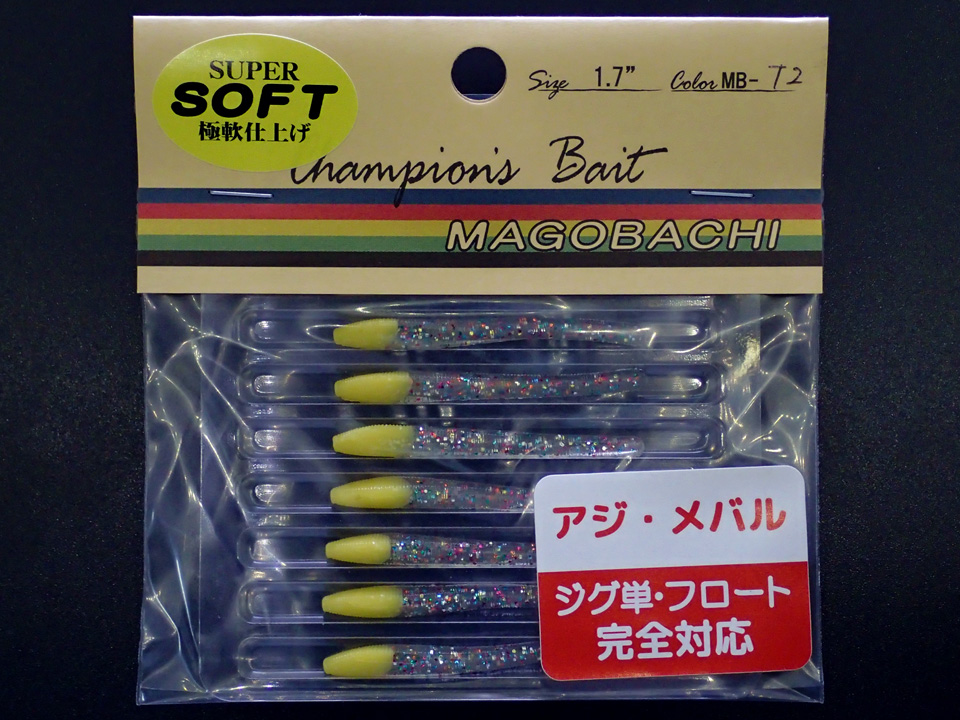 SUPER
SOFT
極軟仕上げ
Size 1.7” Color MB- T2
Champion's Bait
MAGOBACHI
アジ・メバル
ジグ単・フロート
完全対応